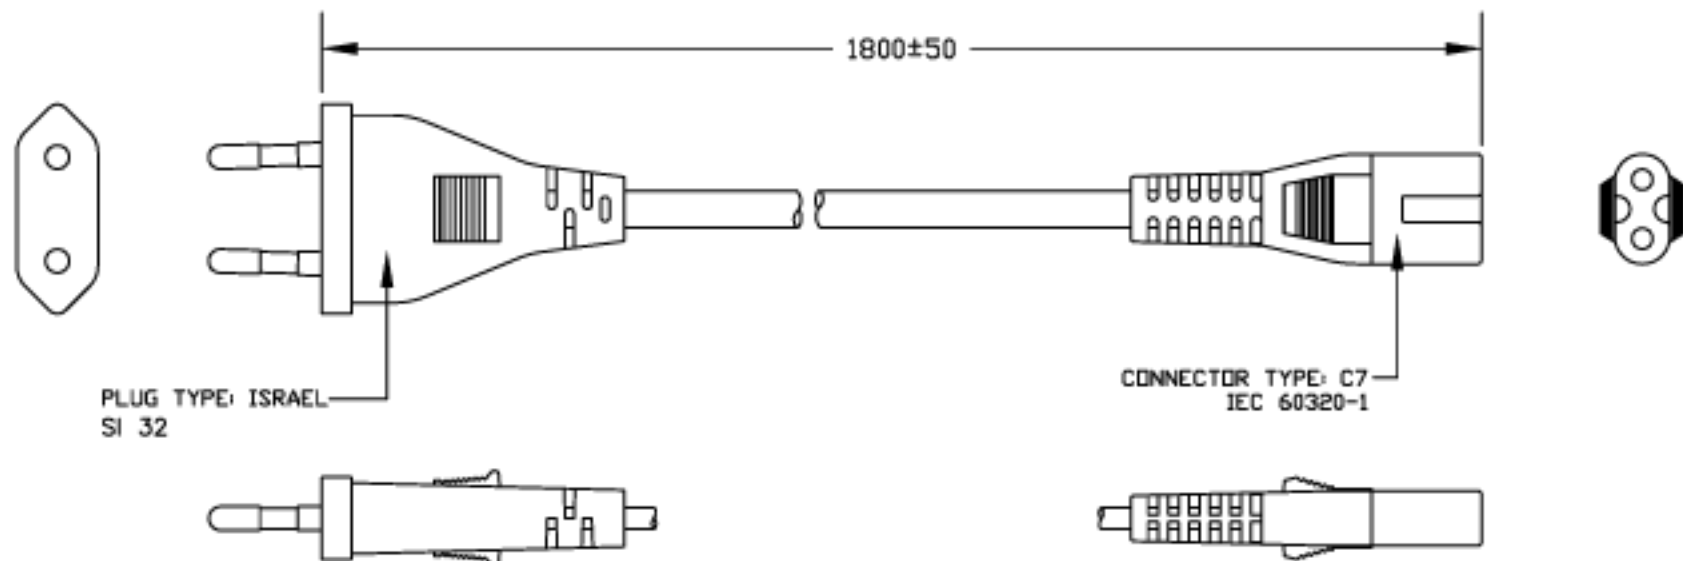 1800±50
PLUG TYPE: ISRAEL
SI 32
CONNECTOR TYPE: C7
IEC 60320-1